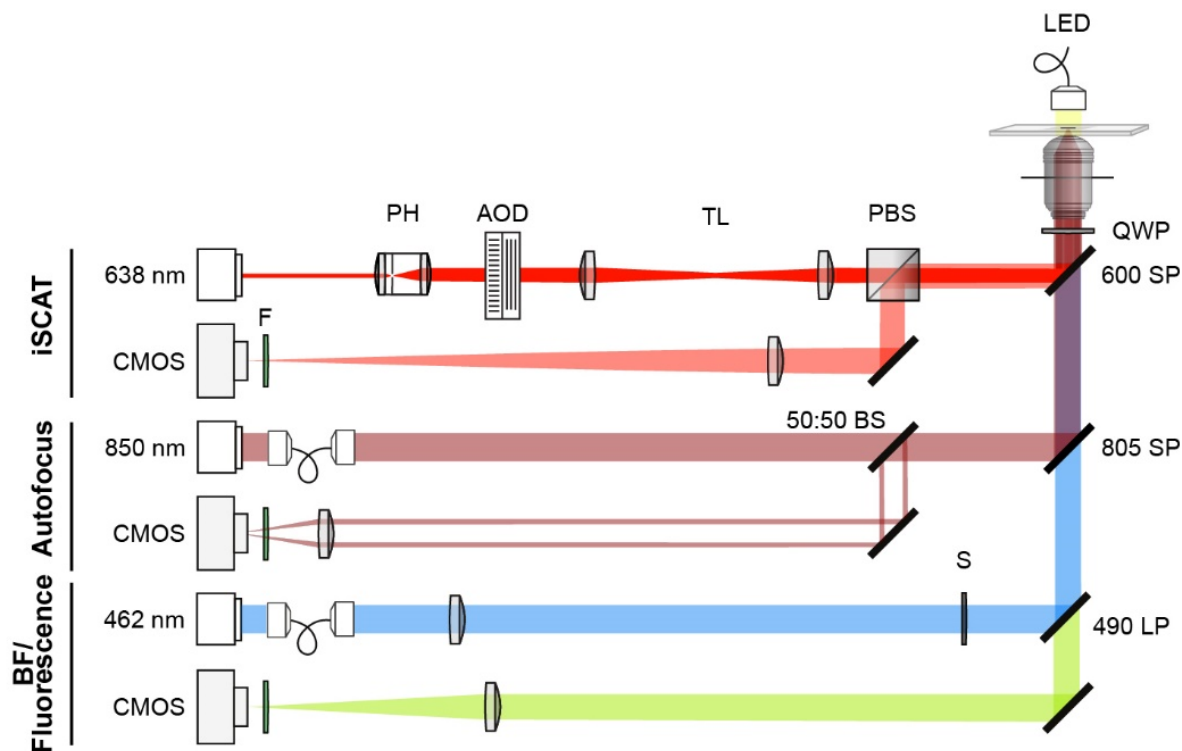 LED
PH
AOD
TL
PBS
QWP
iSCAT
638 nm
600 SP
F
CMOS
Autofocus
850 nm
50:50 BS
805 SP
CMOS
BF/
Fluorescence
462 nm
S
490 LP
CMOS